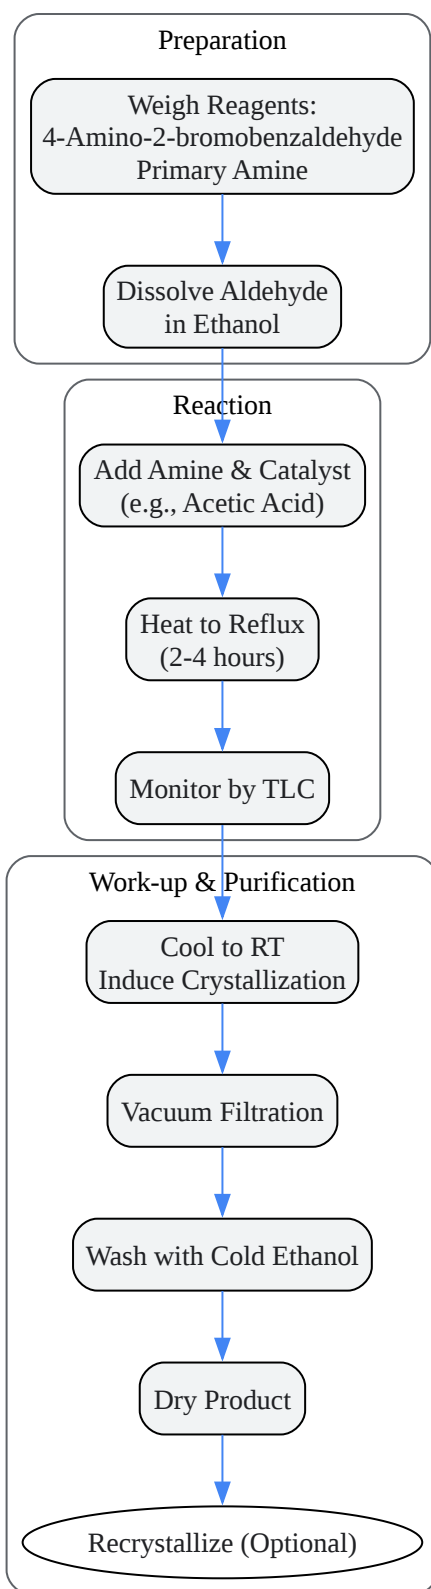 Preparation
Weigh Reagents:
4-Amino-2-bromobenzaldehyde
Primary Amine
Dissolve Aldehyde
in Ethanol
Reaction
Add Amine & Catalyst
(e.g., Acetic Acid)
Heat to Reflux
(2-4 hours)
Monitor by TLC
Work-up & Purification
Cool to RT
Induce Crystallization
Vacuum Filtration
Wash with Cold Ethanol
Dry Product
Recrystallize (Optional)